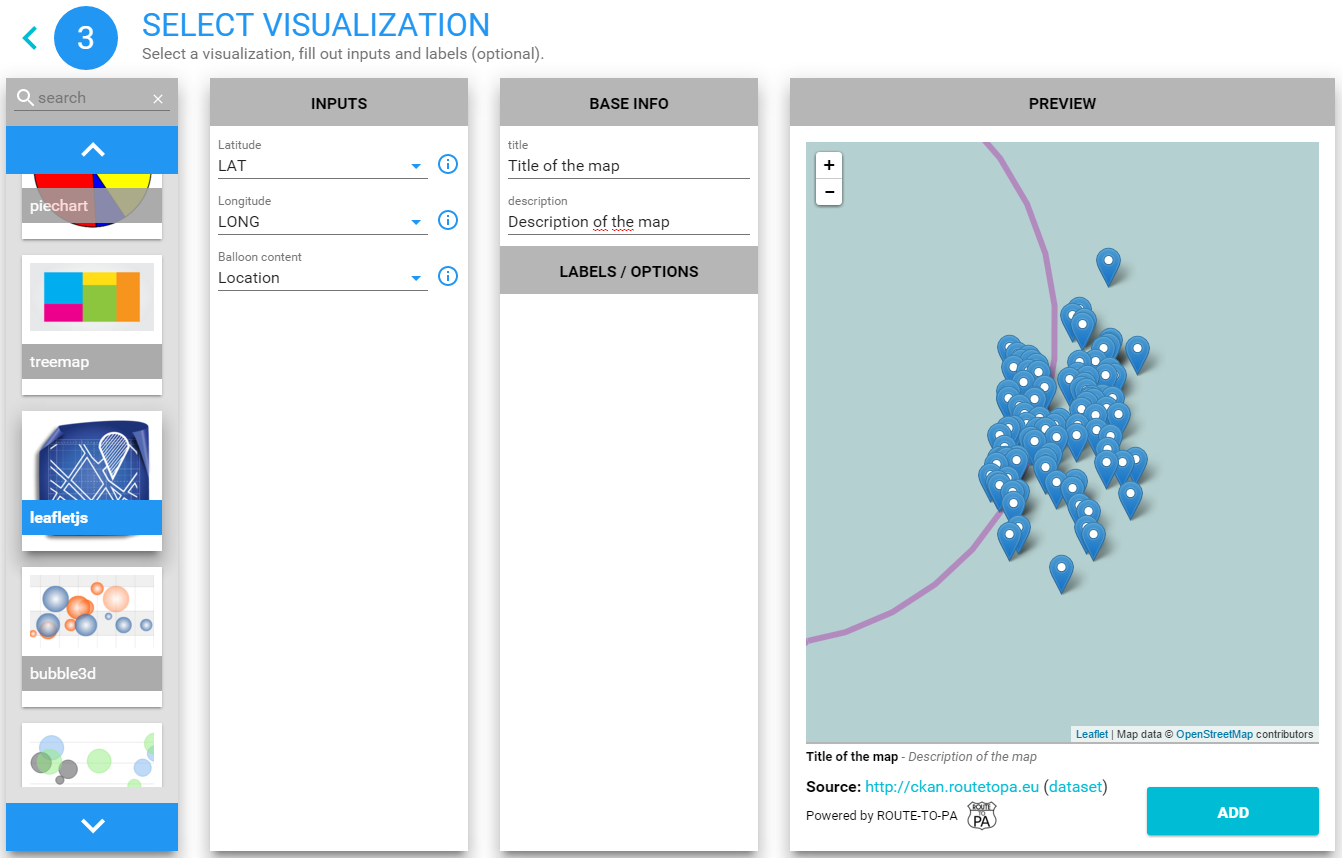 3
SELECT VISUALIZATION
Select a visualization, fill out inputs and labels (optional).
search
piechart
treemap
leafletjs
bubble3d
INPUTS
Latitude
LAT
Longitude
LONG
Balloon content
Location
BASE INFO
title
Title of the map
description
Description of the map
LABELS / OPTIONS
PREVIEW
+
−
Leaflet | Map data © OpenStreetMap contributors
Title of the map - Description of the map
Source: http://ckan.routetopa.eu (dataset)
Powered by ROUTE-TO-PA
ROUTE
TO
PA
ADD